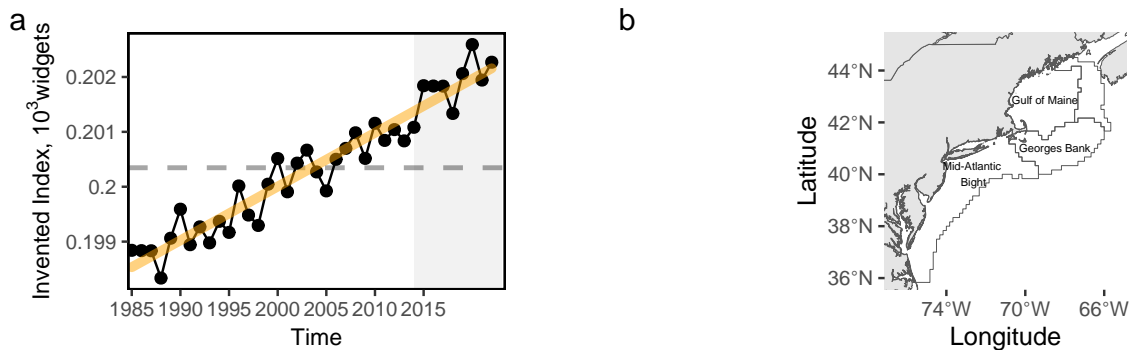 a
Invented Index, 10³widgets
0.202
0.201
0.2
0.199
1985 1990 1995 2000 2005 2010 2015
Time
b
Latitude
44°N
42°N
40°N
38°N
36°N
Gulf of Maine
Georges Bank
Mid-Atlantic
Bight
74°W 70°W 66°W
Longitude